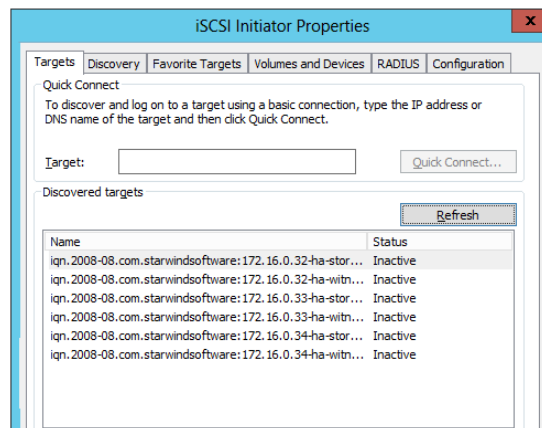 iSCSI Initiator Properties
x
Targets Discovery Favorite Targets Volumes and Devices RADIUS Configuration
Quick Connect
To discover and log on to a target using a basic connection, type the IP address or
DNS name of the target and then click Quick Connect.
Target:
Quick Connect...
Discovered targets
Refresh
Name Status
iqn.2008-08.com.starwindsoftware:172.16.0.32-ha-stor... Inactive
iqn.2008-08.com.starwindsoftware:172.16.0.32-ha-witn... Inactive
iqn.2008-08.com.starwindsoftware:172.16.0.33-ha-stor... Inactive
iqn.2008-08.com.starwindsoftware:172.16.0.33-ha-witn... Inactive
iqn.2008-08.com.starwindsoftware:172.16.0.34-ha-stor... Inactive
iqn.2008-08.com.starwindsoftware:172.16.0.34-ha-witn... Inactive